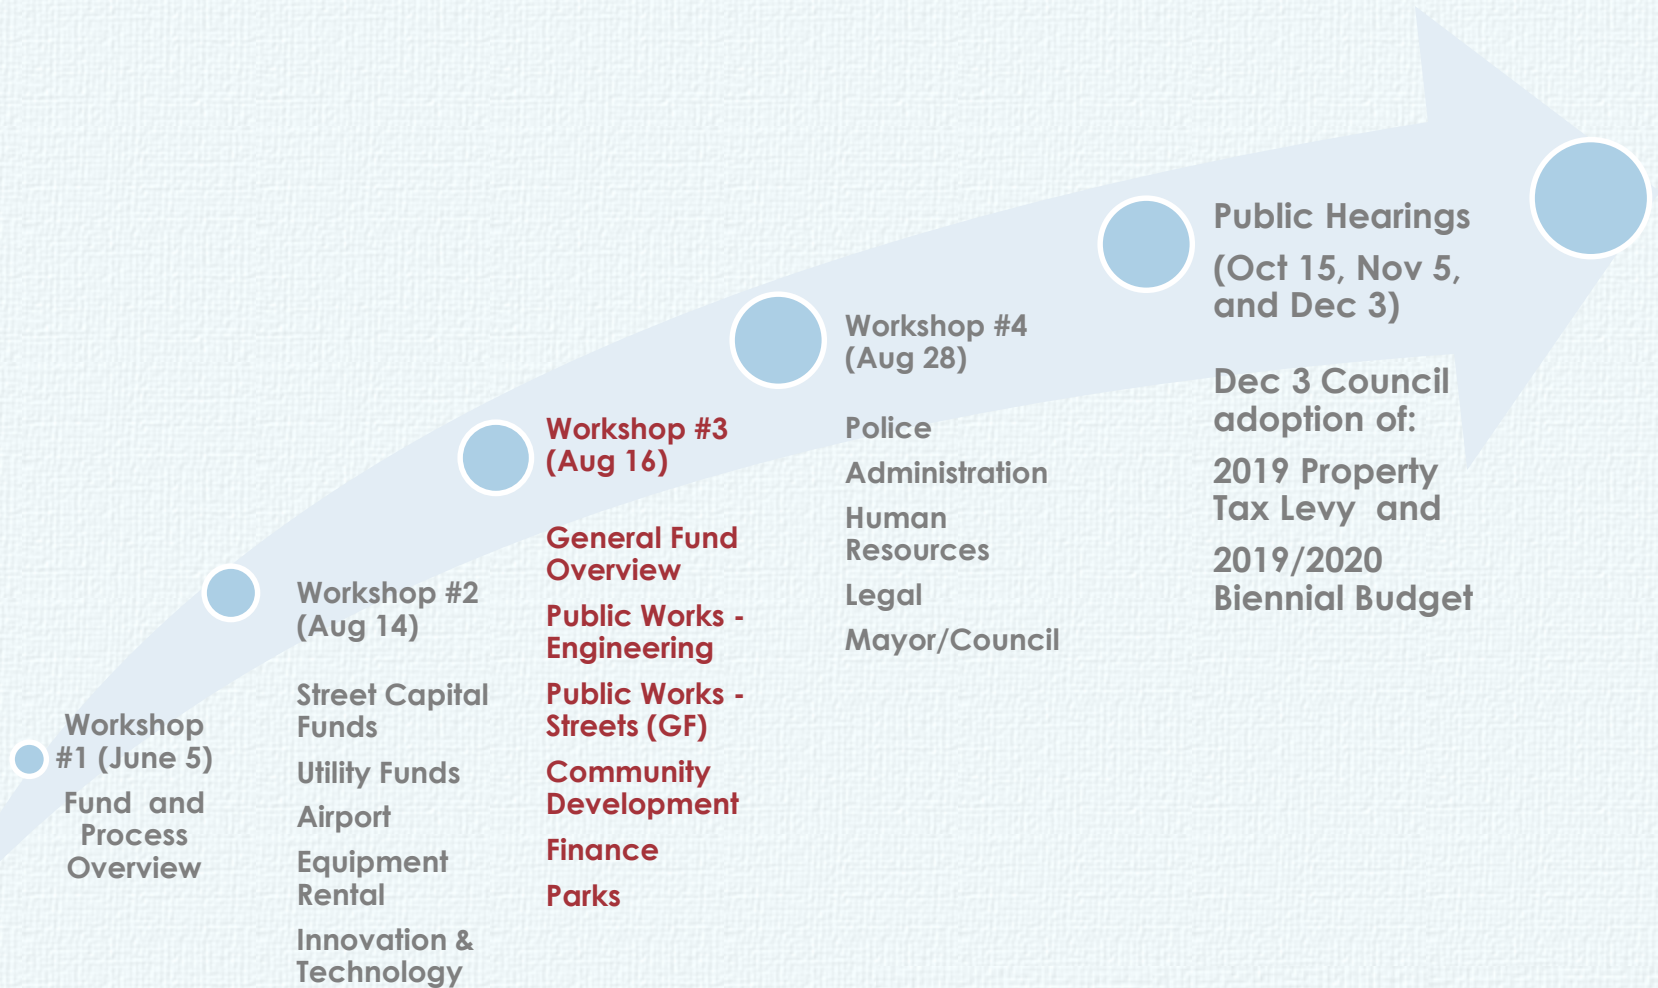 Workshop
#1 (June 5)
Fund and
Process
Overview
Workshop #2
(Aug 14)
Street Capital
Funds
Utility Funds
Airport
Equipment
Rental
Innovation &
Technology
Workshop #3
(Aug 16)
General Fund
Overview
Public Works -
Engineering
Public Works -
Streets (GF)
Community
Development
Finance
Parks
Workshop #4
(Aug 28)
Police
Administration
Human
Resources
Legal
Mayor/Council
Public Hearings
(Oct 15, Nov 5,
and Dec 3)
Dec 3 Council
adoption of:
2019 Property
Tax Levy and
2019/2020
Biennial Budget